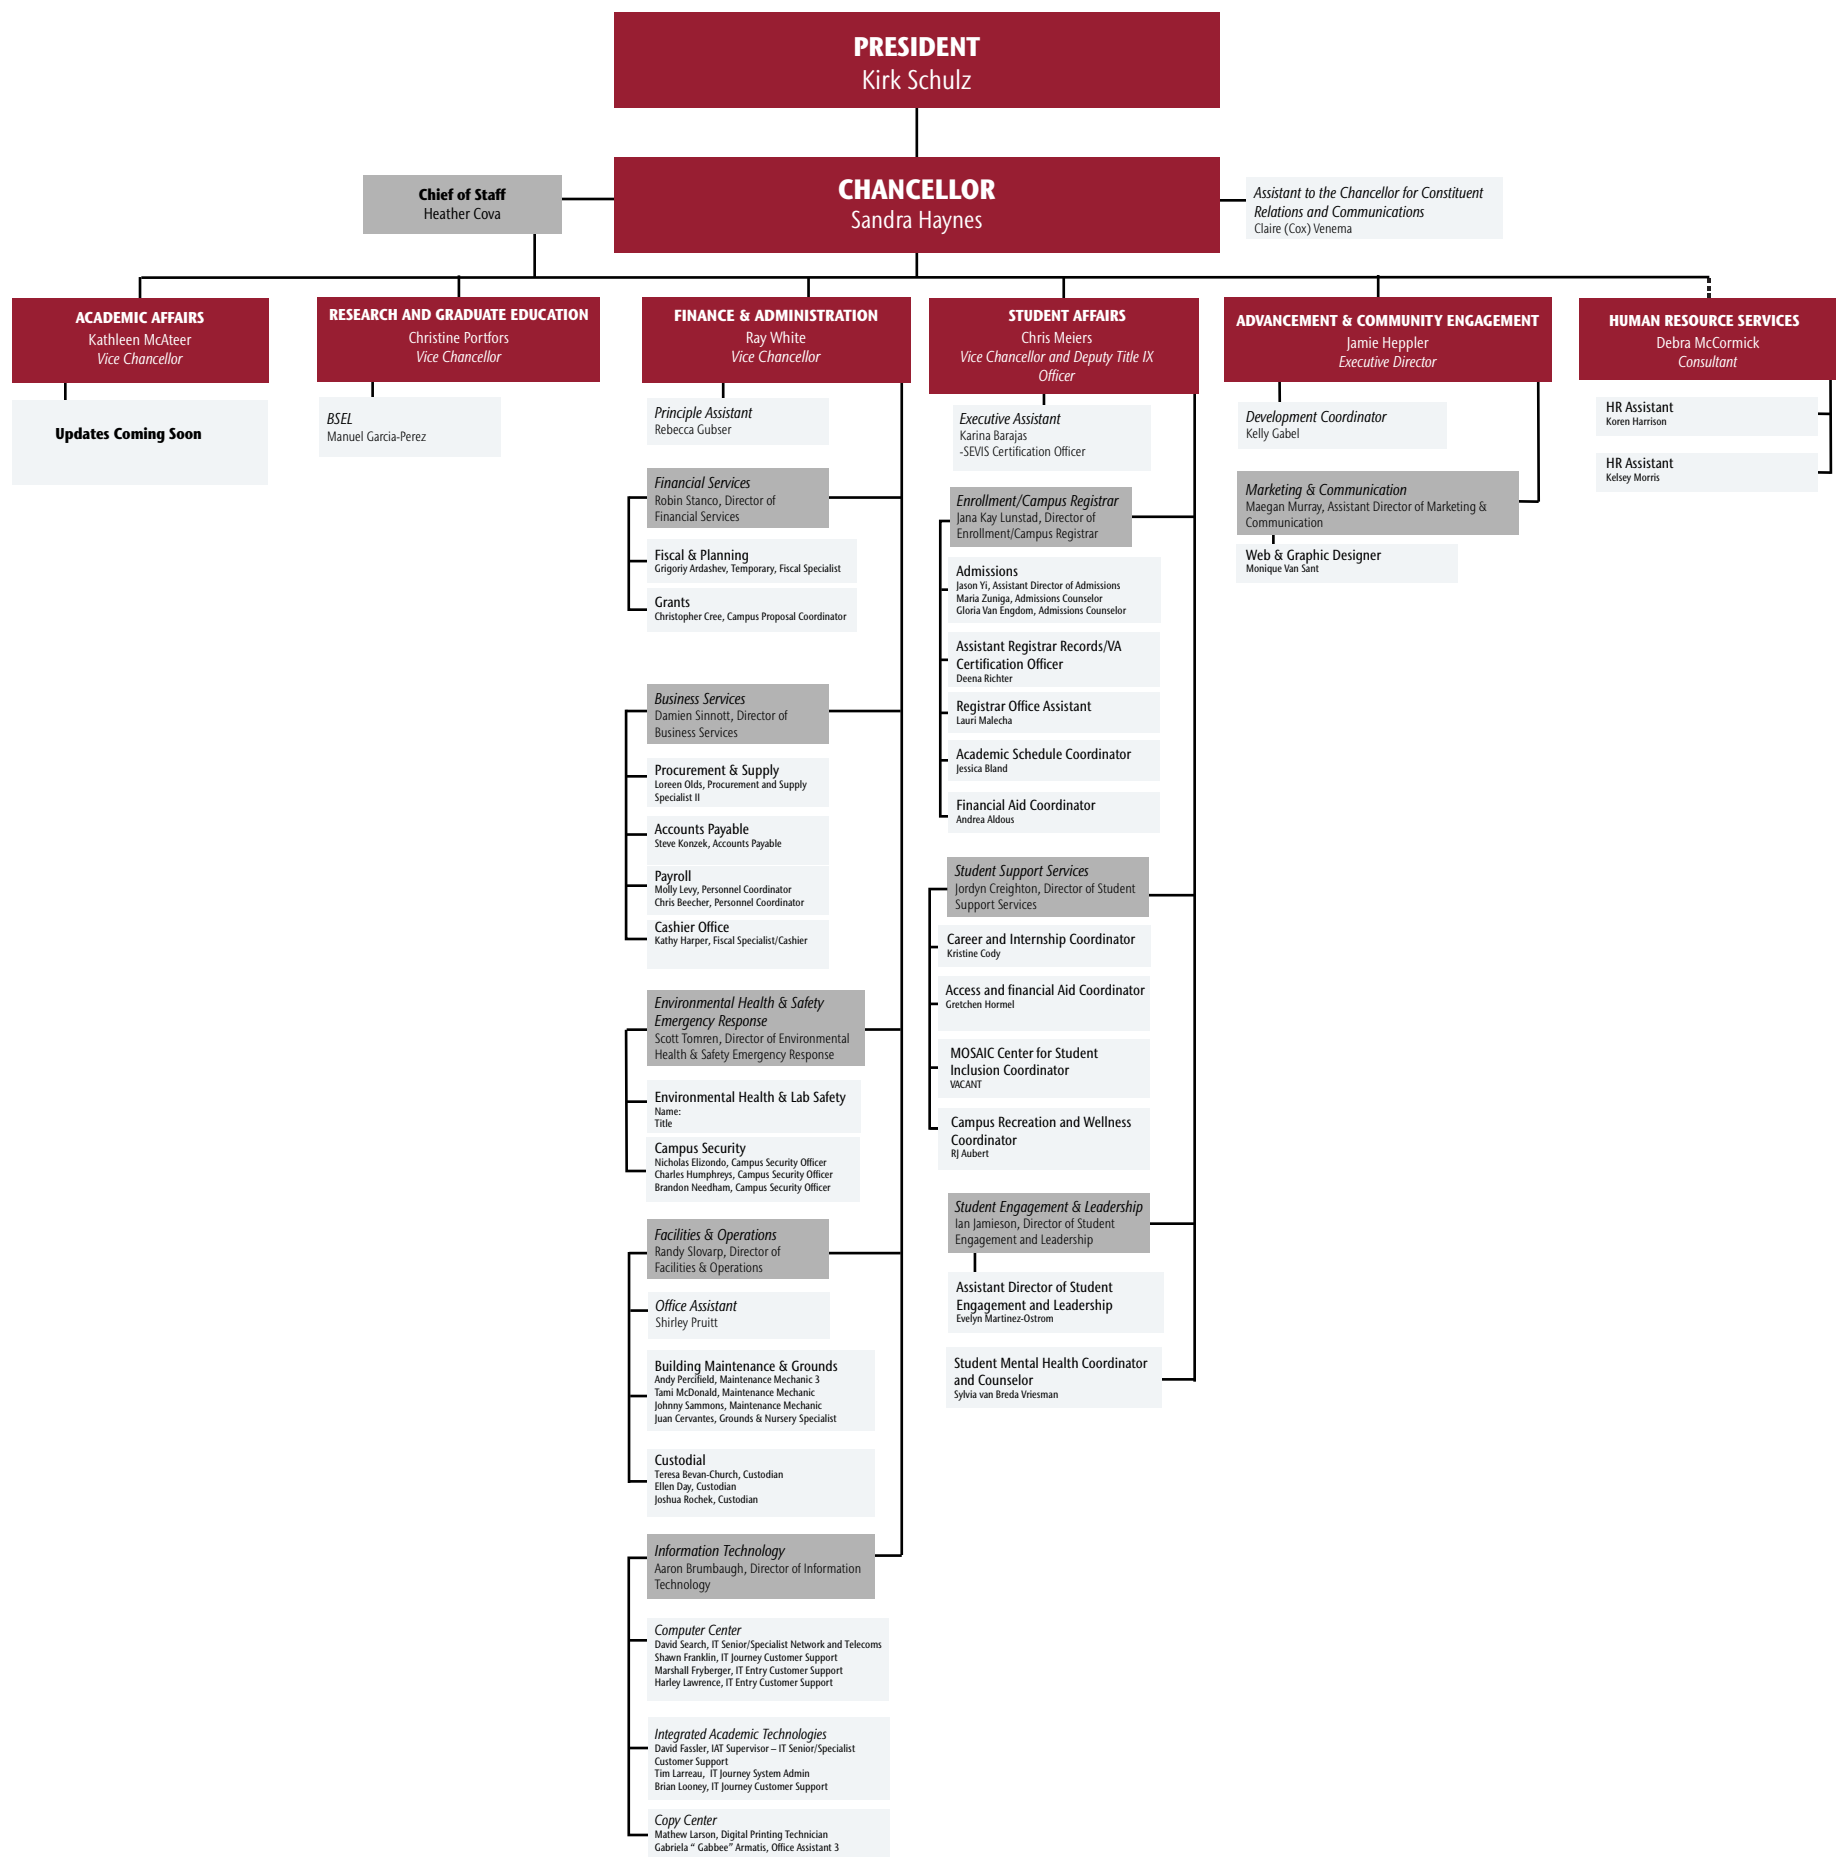 PRESIDENT
Kirk Schulz
CHANCELLOR
Sandra Haynes
Chief of Staff
Heather Cova
Assistant to the Chancellor for Constituent
Relations and Communications
Claire (Cox) Venema
ACADEMIC AFFAIRS
Kathleen McAteer
Vice Chancellor
Updates Coming Soon
RESEARCH AND GRADUATE EDUCATION
Christine Portfors
Vice Chancellor
BSEL
Manuel Garcia-Perez
FINANCE & ADMINISTRATION
Ray White
Vice Chancellor
Principle Assistant
Rebecca Gubser
Financial Services
Robin Stanco, Director of
Financial Services
Fiscal & Planning
Grigoriy Ardashev, Temporary, Fiscal Specialist
Grants
Christopher Cree, Campus Proposal Coordinator
Business Services
Damien Sinnott, Director of
Business Services
Procurement & Supply
Loreen Olds, Procurement and Supply
Specialist II
Accounts Payable
Steve Konzek, Accounts Payable
Payroll
Molly Levy, Personnel Coordinator
Chris Beecher, Personnel Coordinator
Cashier Office
Kathy Harper, Fiscal Specialist/Cashier
Environmental Health & Safety
Emergency Response
Scott Tomren, Director of Environmental
Health & Safety Emergency Response
Environmental Health & Lab Safety
Name:
Title
Campus Security
Nicholas Elizondo, Campus Security Officer
Charles Humphreys, Campus Security Officer
Brandon Needham, Campus Security Officer
Facilities & Operations
Randy Slovarp, Director of
Facilities & Operations
Office Assistant
Shirley Pruitt
Building Maintenance & Grounds
Andy Percifield, Maintenance Mechanic 3
Tami McDonald, Maintenance Mechanic
Johnny Sammons, Maintenance Mechanic
Juan Cervantes, Grounds & Nursery Specialist
Custodial
Teresa Bevan-Church, Custodian
Ellen Day, Custodian
Joshua Rochek, Custodian
Information Technology
Aaron Brumbaugh, Director of Information
Technology
Computer Center
David Search, IT Senior/Specialist Network and Telecoms
Shawn Franklin, IT Journey Customer Support
Marshall Fryberger, IT Entry Customer Support
Harley Lawrence, IT Entry Customer Support
Integrated Academic Technologies
David Fassler, IAT Supervisor – IT Senior/Specialist
Customer Support
Tim Larreau, IT Journey System Admin
Brian Looney, IT Journey Customer Support
Copy Center
Mathew Larson, Digital Printing Technician
Gabriela “ Gabbee” Armatis, Office Assistant 3
STUDENT AFFAIRS
Chris Meiers
Vice Chancellor and Deputy Title IX
Officer
Executive Assistant
Karina Barajas
-SEVIS Certification Officer
Enrollment/Campus Registrar
Jana Kay Lunstad, Director of
Enrollment/Campus Registrar
Admissions
Jason Yi, Assistant Director of Admissions
Maria Zuniga, Admissions Counselor
Gloria Van Engdom, Admissions Counselor
Assistant Registrar Records/VA
Certification Officer
Deena Richter
Registrar Office Assistant
Lauri Malecha
Academic Schedule Coordinator
Jessica Bland
Financial Aid Coordinator
Andrea Aldous
Student Support Services
Jordyn Creighton, Director of Student
Support Services
Career and Internship Coordinator
Kristine Cody
Access and financial Aid Coordinator
Gretchen Hormel
MOSAIC Center for Student
Inclusion Coordinator
VACANT
Campus Recreation and Wellness
Coordinator
RJ Aubert
Student Engagement & Leadership
Ian Jamieson, Director of Student
Engagement and Leadership
Assistant Director of Student
Engagement and Leadership
Evelyn Martinez-Ostrom
Student Mental Health Coordinator
and Counselor
Sylvia van Breda Vriesman
ADVANCEMENT & COMMUNITY ENGAGEMENT
Jamie Heppler
Executive Director
Development Coordinator
Kelly Gabel
Marketing & Communication
Maegan Murray, Assistant Director of Marketing &
Communication
Web & Graphic Designer
Monique Van Sant
HUMAN RESOURCE SERVICES
Debra McCormick
Consultant
HR Assistant
Koren Harrison
HR Assistant
Kelsey Morris